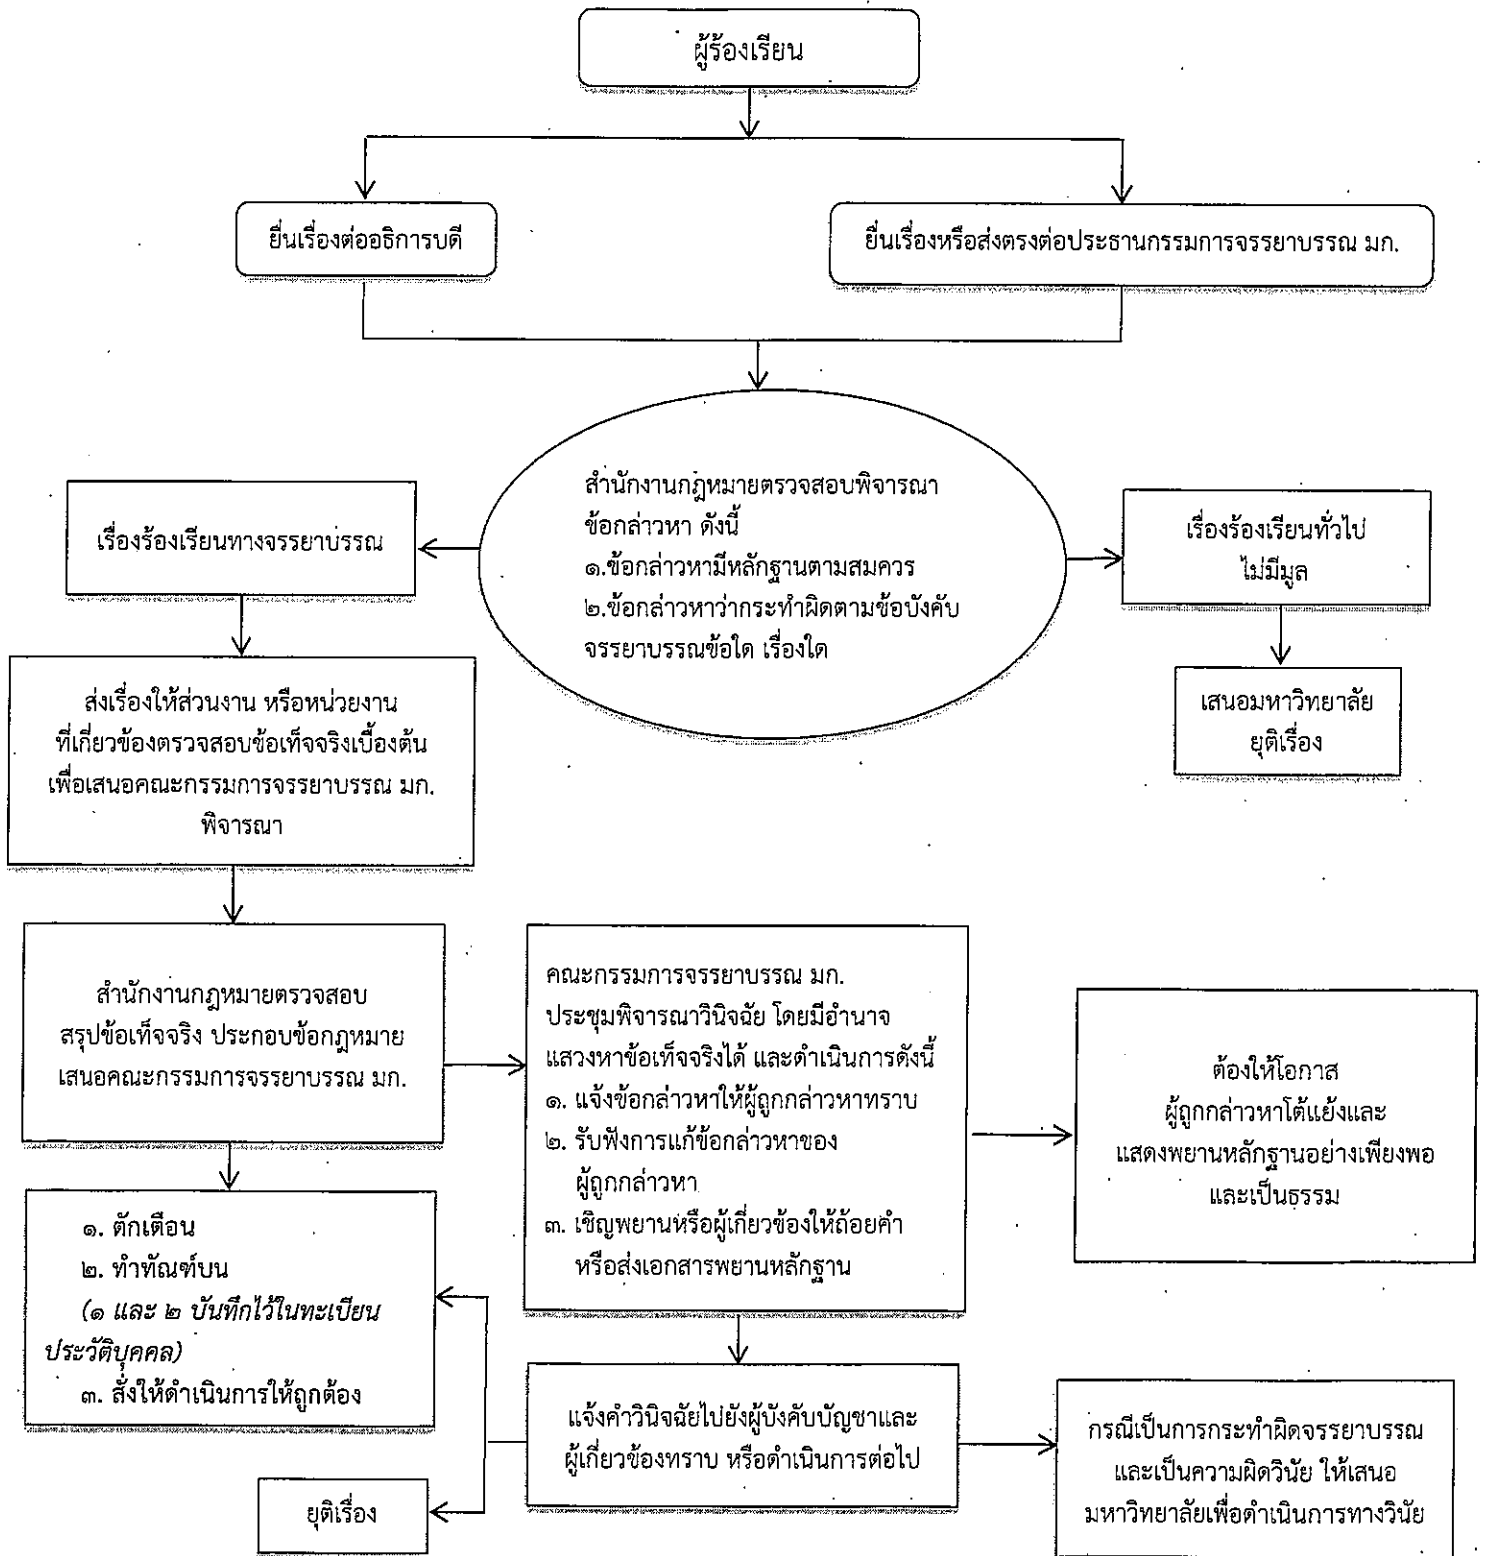 ผู้ร้องเรียน
ยื่นเรื่องต่ออธิการบดี
ยื่นเรื่องหรือส่งตรงต่อประธานกรรมการจรรยาบรรณ มก.
สำนักงานกฎหมายตรวจสอบพิจารณา
ข้อกล่าวหา ดังนี้
๑.ข้อกล่าวหามีหลักฐานตามสมควร
๒.ข้อกล่าวหาว่ากระทำผิดตามข้อบังคับ
จรรยาบรรณข้อใด เรื่องใด
เรื่องร้องเรียนทางจรรยาบรรณ
เรื่องร้องเรียนทั่วไป
ไม่มีมูล
เสนอมหาวิทยาลัย
ยุติเรื่อง
ส่งเรื่องให้ส่วนงาน หรือหน่วยงาน
ที่เกี่ยวข้องตรวจสอบข้อเท็จจริงเบื้องต้น
เพื่อเสนอคณะกรรมการจรรยาบรรณ มก.
พิจารณา
สำนักงานกฎหมายตรวจสอบ
สรุปข้อเท็จจริง ประกอบข้อกฎหมาย
เสนอคณะกรรมการจรรยาบรรณ มก.
คณะกรรมการจรรยาบรรณ มก.
ประชุมพิจารณาวินิจฉัย โดยมีอำนาจ
แสวงหาข้อเท็จจริงได้ และดำเนินการดังนี้
๑. แจ้งข้อกล่าวหาให้ผู้ถูกกล่าวหาทราบ
๒. รับฟังการแก้ข้อกล่าวหาของ
ผู้ถูกกล่าวหา
๓. เชิญพยานหรือผู้เกี่ยวข้องให้ถ้อยคำ
หรือส่งเอกสารพยานหลักฐาน
ต้องให้โอกาส
ผู้ถูกกล่าวหาโต้แย้งและ
แสดงพยานหลักฐานอย่างเพียงพอ
และเป็นธรรม
๑. ตักเตือน
๒. ทำทัณฑ์บน
(๑ และ ๒ บันทึกไว้ในทะเบียน
ประวัติบุคคล)
๓. สั่งให้ดำเนินการให้ถูกต้อง
แจ้งคำวินิจฉัยไปยังผู้บังคับบัญชาและ
ผู้เกี่ยวข้องทราบ หรือดำเนินการต่อไป
กรณีเป็นการกระทำผิดจรรยาบรรณ
และเป็นความผิดวินัย ให้เสนอ
มหาวิทยาลัยเพื่อดำเนินการทางวินัย
ยุติเรื่อง